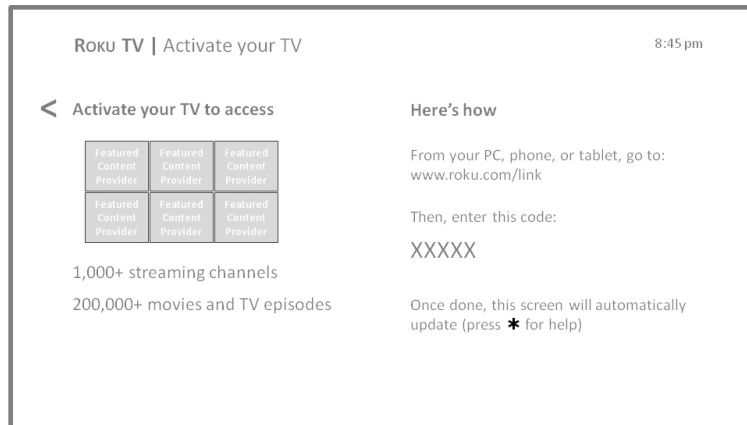 ROKU TV | Activate your TV
8:45 pm
< Activate your TV to access
Featured Content Provider
Featured Content Provider
Featured Content Provider
Featured Content Provider
Featured Content Provider
Featured Content Provider
1,000+ streaming channels
200,000+ movies and TV episodes
Here's how
From your PC, phone, or tablet, go to:
www.roku.com/link
Then, enter this code:
XXXXX
Once done, this screen will automatically
update (press * for help)